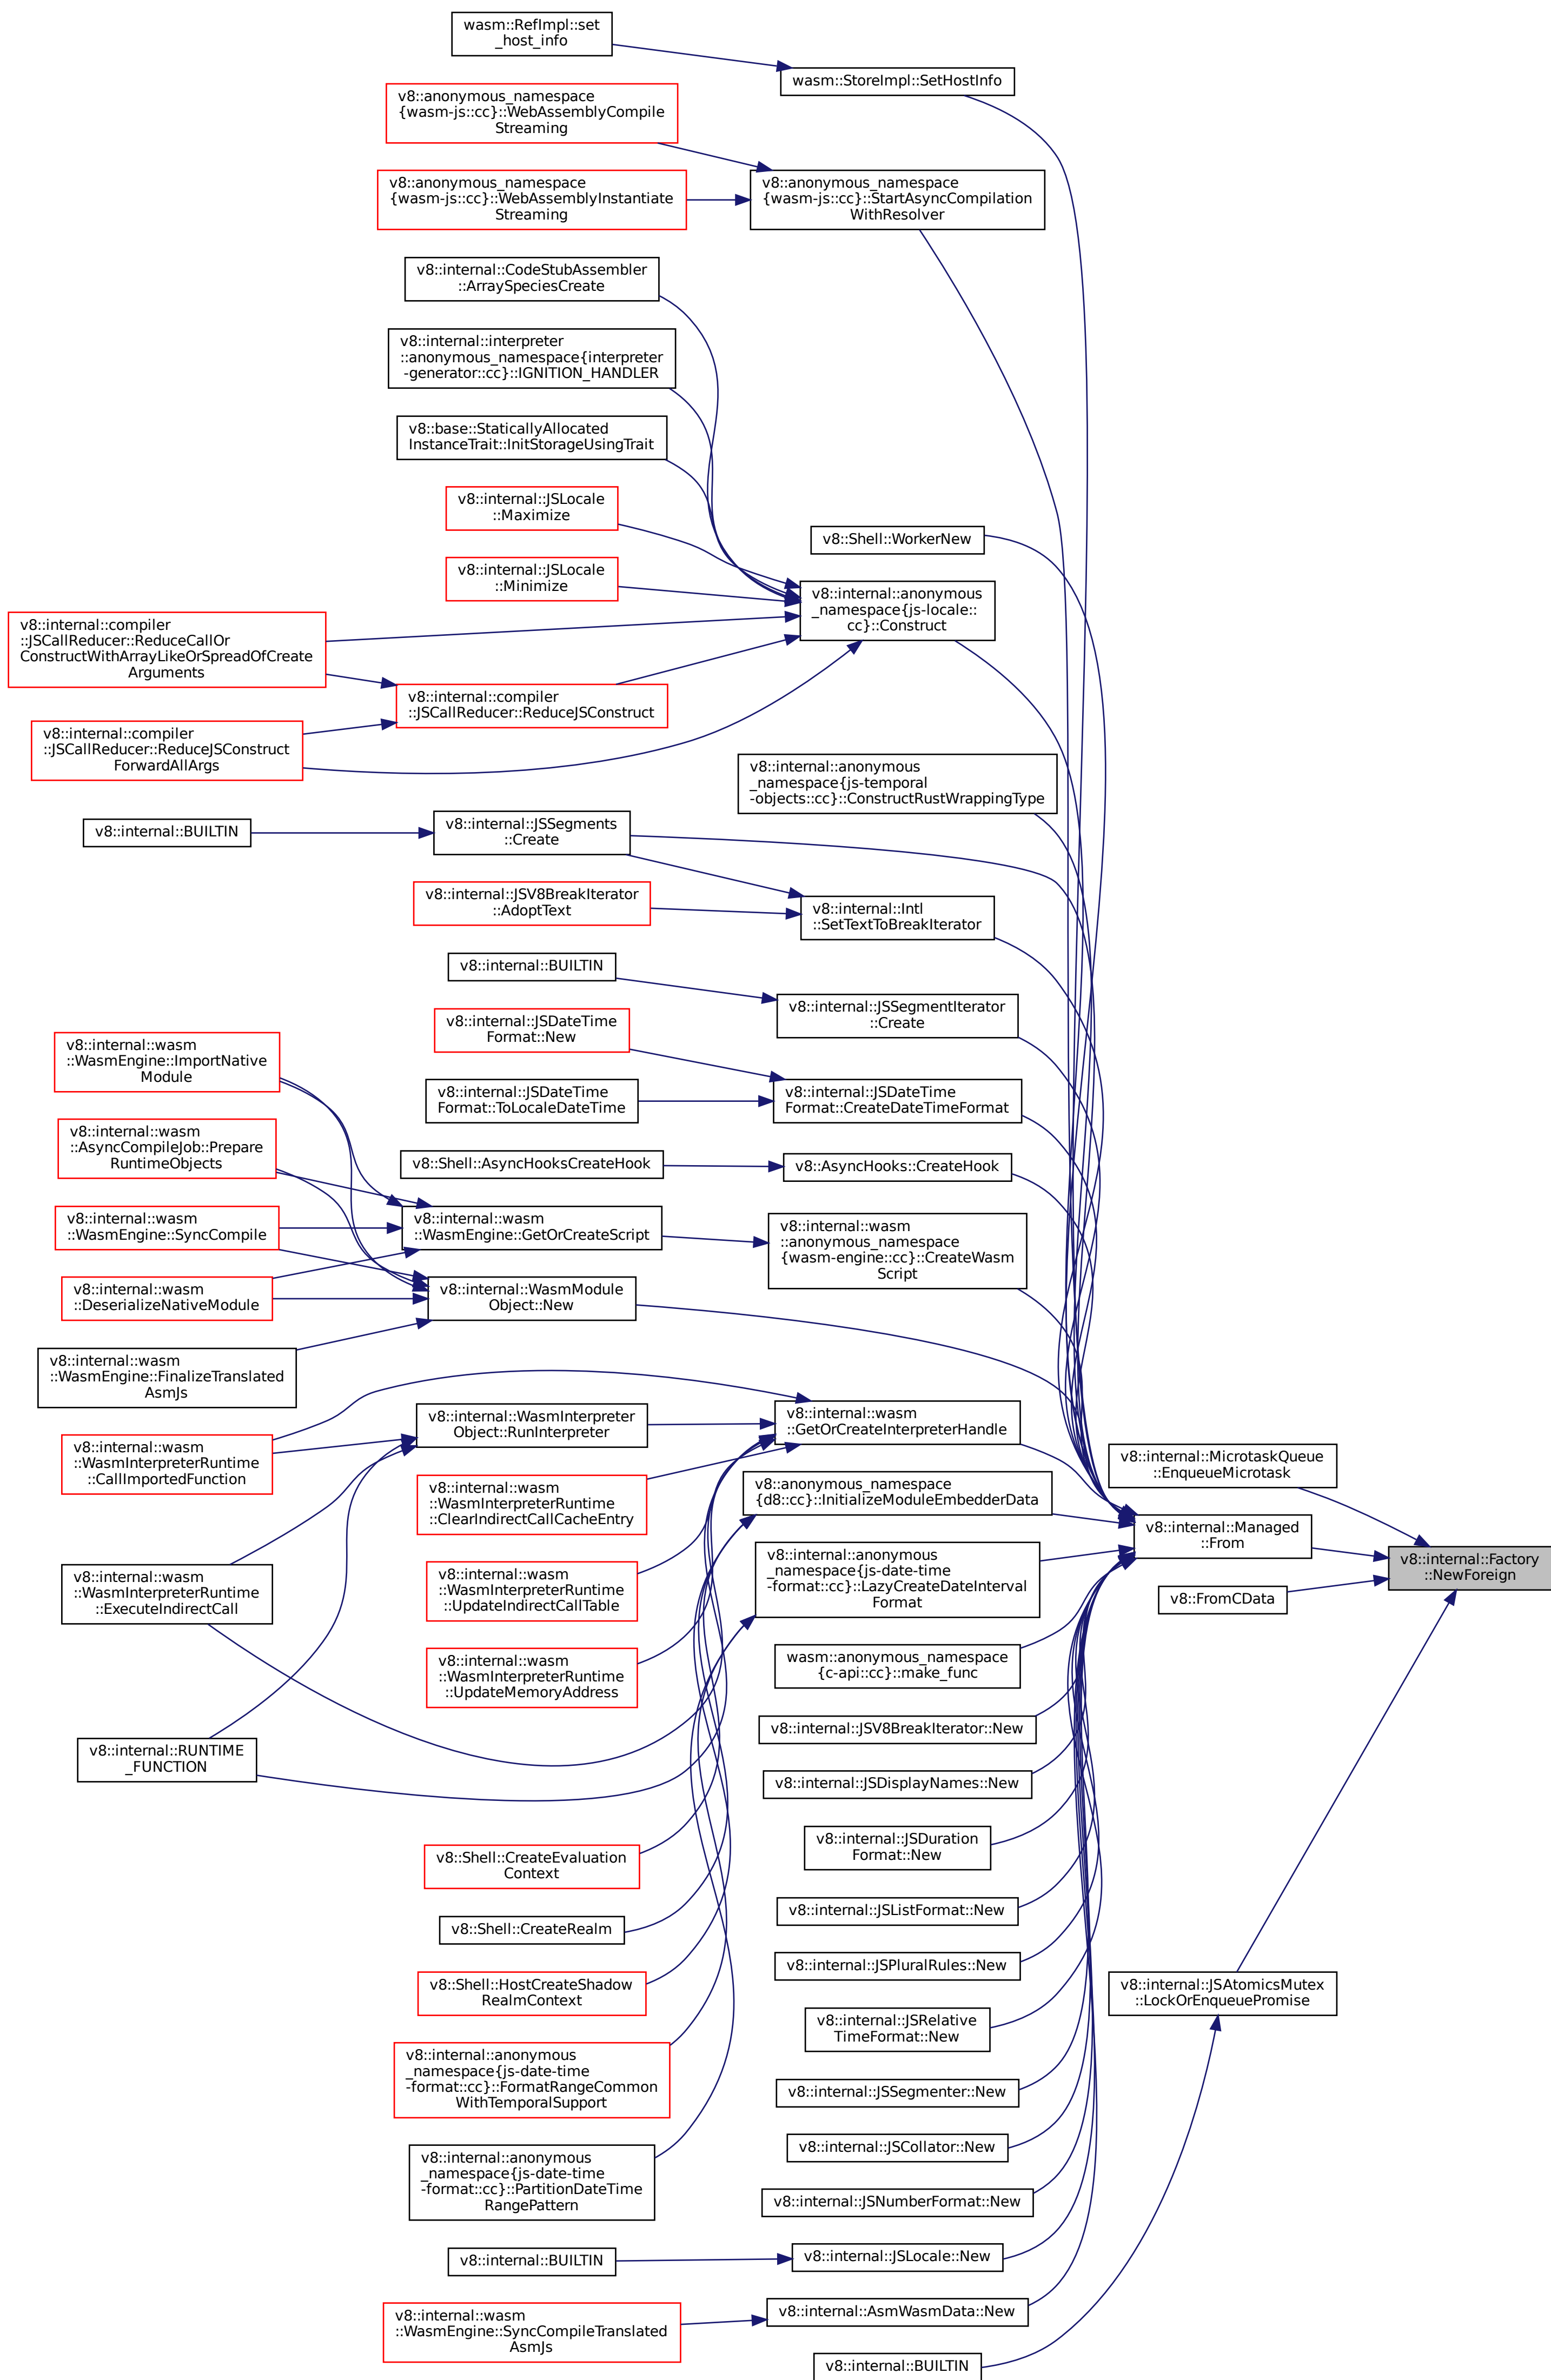 wasm::RefImpl::set
_host_info
wasm::StoreImpl::SetHostInfo
v8::anonymous_namespace
{wasm-js::cc}::WebAssemblyCompile
Streaming
v8::anonymous_namespace
{wasm-js::cc}::WebAssemblyInstantiate
Streaming
v8::anonymous_namespace
{wasm-js::cc}::StartAsyncCompilation
WithResolver
v8::internal::CodeStubAssembler
::ArraySpeciesCreate
v8::internal::interpreter
::anonymous_namespace{interpreter
-generator::cc}::IGNITION_HANDLER
v8::base::StaticallyAllocated
InstanceTrait::InitStorageUsingTrait
v8::internal::JSLocale
::Maximize
v8::Shell::WorkerNew
v8::internal::JSLocale
::Minimize
v8::internal::anonymous
_namespace{js-locale::
cc}::Construct
v8::internal::compiler
::JSCallReducer::ReduceCallOr
ConstructWithArrayLikeOrSpreadOfCreate
Arguments
v8::internal::compiler
::JSCallReducer::ReduceJSConstruct
v8::internal::compiler
::JSCallReducer::ReduceJSConstruct
ForwardAllArgs
v8::internal::anonymous
_namespace{js-temporal
-objects::cc}::ConstructRustWrappingType
v8::internal::BUILTIN
v8::internal::JSSegments
::Create
v8::internal::JSV8BreakIterator
::AdoptText
v8::internal::Intl
::SetTextToBreakIterator
v8::internal::BUILTIN
v8::internal::JSSegmentIterator
::Create
v8::internal::JSDateTime
Format::New
v8::internal::JSDateTime
Format::ToLocaleDateTime
v8::internal::JSDateTime
Format::CreateDateTimeFormat
v8::internal::wasm
::WasmEngine::ImportNative
Module
v8::internal::wasm
::AsyncCompileJob::Prepare
RuntimeObjects
v8::Shell::AsyncHooksCreateHook
v8::AsyncHooks::CreateHook
v8::internal::wasm
::WasmEngine::SyncCompile
v8::internal::wasm
::WasmEngine::GetOrCreateScript
v8::internal::wasm
::anonymous_namespace
{wasm-engine::cc}::CreateWasm
Script
v8::internal::wasm
::DeserializeNativeModule
v8::internal::WasmModule
Object::New
v8::internal::wasm
::WasmEngine::FinalizeTranslated
AsmJs
v8::internal::wasm
::WasmInterpreterRuntime
::CallImportedFunction
v8::internal::WasmInterpreter
Object::RunInterpreter
v8::internal::wasm
::GetOrCreateInterpreterHandle
v8::internal::MicrotaskQueue
::EnqueueMicrotask
v8::internal::wasm
::WasmInterpreterRuntime
::ClearIndirectCallCacheEntry
v8::anonymous_namespace
{d8::cc}::InitializeModuleEmbedderData
v8::internal::Managed
::From
v8::internal::Factory
::NewForeign
v8::internal::wasm
::WasmInterpreterRuntime
::ExecuteIndirectCall
v8::internal::wasm
::WasmInterpreterRuntime
::UpdateIndirectCallTable
v8::internal::anonymous
_namespace{js-date-time
-format::cc}::LazyCreateDateInterval
Format
v8::FromCData
v8::internal::wasm
::WasmInterpreterRuntime
::UpdateMemoryAddress
wasm::anonymous_namespace
{c-api::cc}::make_func
v8::internal::JSV8BreakIterator::New
v8::internal::RUNTIME
_FUNCTION
v8::internal::JSDisplayNames::New
v8::Shell::CreateEvaluation
Context
v8::internal::JSDuration
Format::New
v8::Shell::CreateRealm
v8::internal::JSListFormat::New
v8::Shell::HostCreateShadow
RealmContext
v8::internal::JSPluralRules::New
v8::internal::JSAtomicsMutex
::LockOrEnqueuePromise
v8::internal::JSRelative
TimeFormat::New
v8::internal::anonymous
_namespace{js-date-time
-format::cc}::FormatRangeCommon
WithTemporalSupport
v8::internal::JSSegmenter::New
v8::internal::JSCollator::New
v8::internal::anonymous
_namespace{js-date-time
-format::cc}::PartitionDateTime
RangePattern
v8::internal::JSNumberFormat::New
v8::internal::BUILTIN
v8::internal::JSLocale::New
v8::internal::wasm
::WasmEngine::SyncCompileTranslated
AsmJs
v8::internal::AsmWasmData::New
v8::internal::BUILTIN